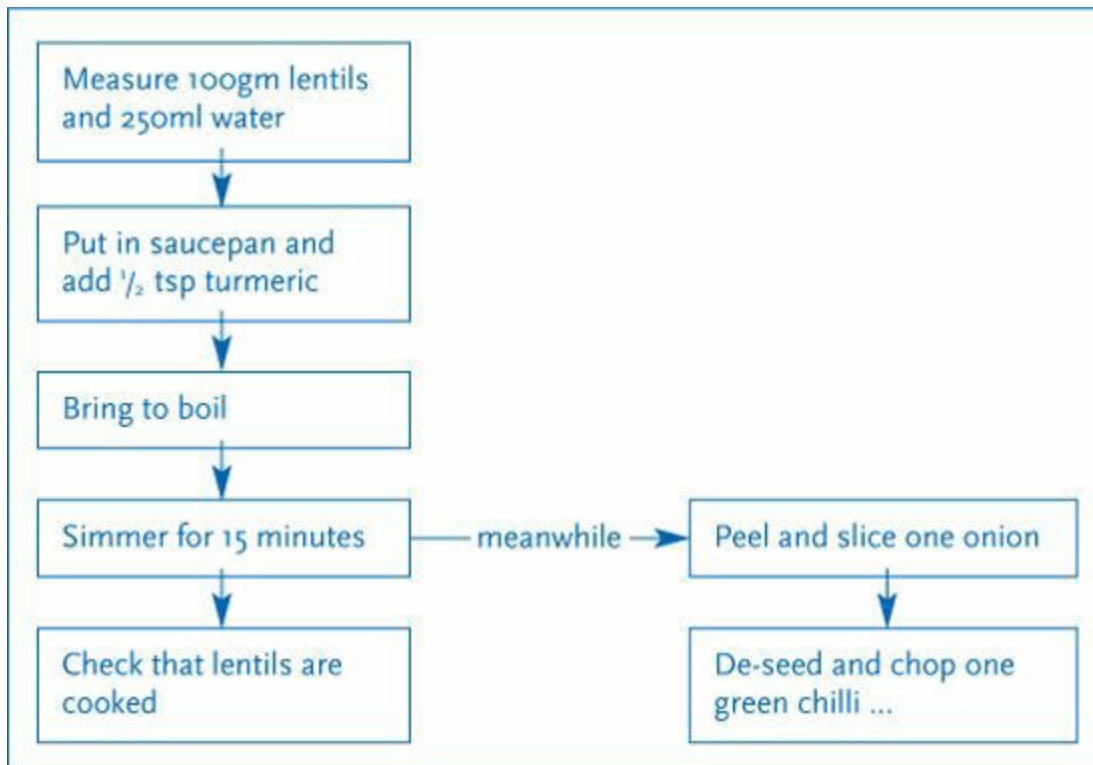 Measure 100gm lentils
and 250ml water
Put in saucepan and
add 1/2 tsp turmeric
Bring to boil
Simmer for 15 minutes
meanwhile
Peel and slice one onion
Check that lentils are
cooked
De-seed and chop one
green chilli ...